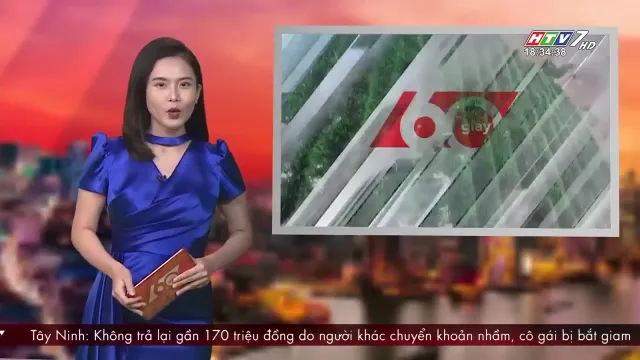 HTV7 HD
18:34:38
60 giây
60
Tây Ninh: Không trả lại gần 170 triệu đồng do người khác chuyển khoản nhầm, cô gái bị bắt giam